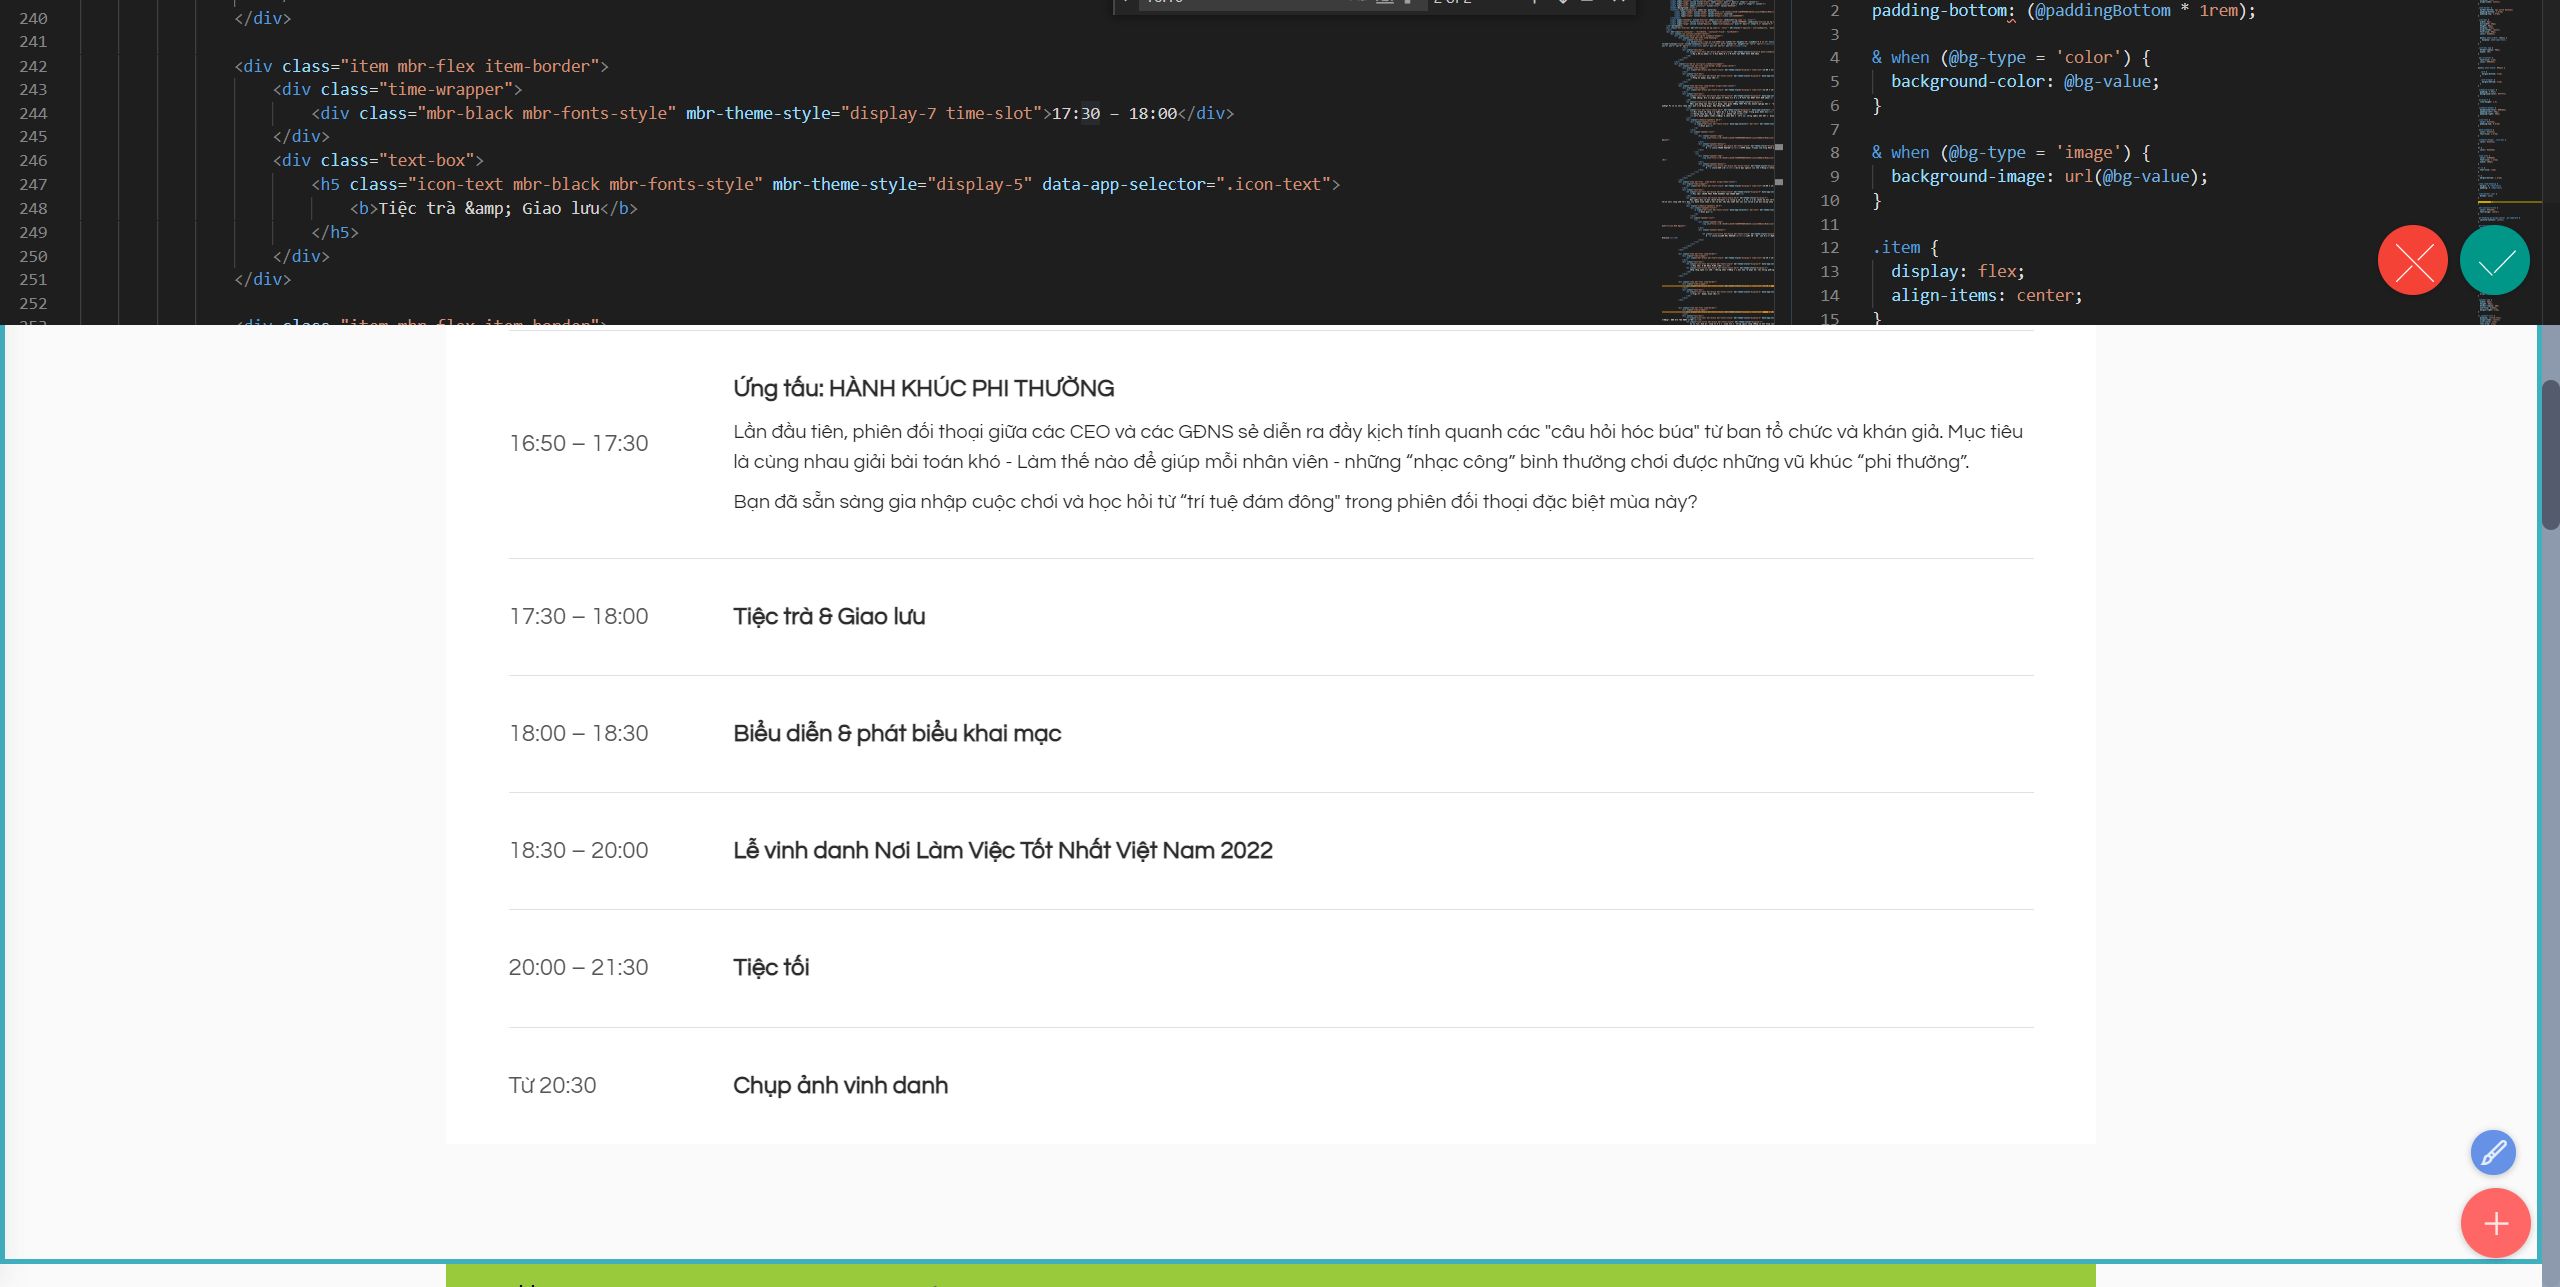 240 </div>
241
242 <div class="item mbr-flex item-border">
243 <div class="time-wrapper">
244 <div class="mbr-black mbr-fonts-style" mbr-theme-style="display-7 time-slot">17:30 – 18:00</div>
245 </div>
246 <div class="text-box">
247 <h5 class="icon-text mbr-black mbr-fonts-style" mbr-theme-style="display-5" data-app-selector=".icon-text">
248 <b>Tiệc trà &amp; Giao lưu</b>
249 </h5>
250 </div>
251 </div>
252
2 padding-bottom: (@paddingBottom * 1rem);
3
4 & when (@bg-type = 'color') {
5 background-color: @bg-value;
6 }
7
8 & when (@bg-type = 'image') {
9 background-image: url(@bg-value);
10 }
11
12 .item {
13 display: flex;
14 align-items: center;
15 }
Ứng tấu: HÀNH KHÚC PHI THƯỜNG
16:50 – 17:30
Lần đầu tiên, phiên đối thoại giữa các CEO và các GĐNS sẻ diễn ra đầy kịch tính quanh các "câu hỏi hóc búa" từ ban tổ chức và khán giả. Mục tiêu
là cùng nhau giải bài toán khó - Làm thế nào để giúp mỗi nhân viên - những “nhạc công” bình thường chơi được những vũ khúc “phi thường”.
Bạn đã sẵn sàng gia nhập cuộc chơi và học hỏi từ “trí tuệ đám đông" trong phiên đối thoại đặc biệt mùa này?
17:30 – 18:00 Tiệc trà & Giao lưu
18:00 – 18:30 Biểu diễn & phát biểu khai mạc
18:30 – 20:00 Lễ vinh danh Nơi Làm Việc Tốt Nhất Việt Nam 2022
20:00 – 21:30 Tiệc tối
Từ 20:30 Chụp ảnh vinh danh